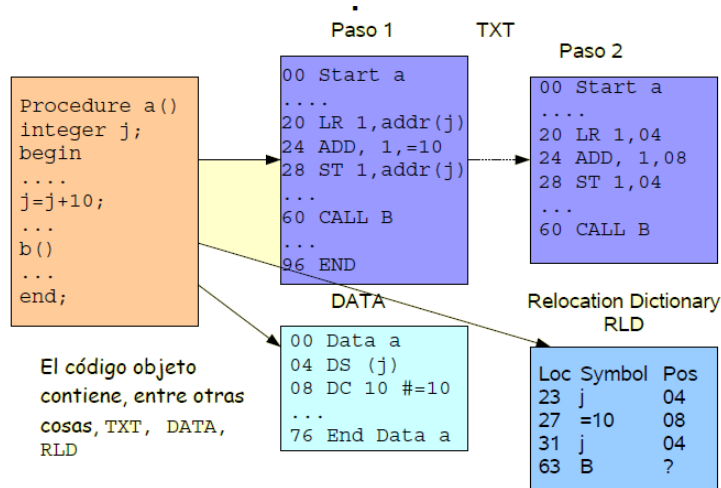 Paso 1
TXT
Paso 2
Procedure a()
integer j;
begin
....
j=j+10;
...
b()
...
end;
00 Start a
....
20 LR 1,addr(j)
24 ADD, 1,=10
28 ST 1,addr(j)
...
60 CALL B
...
96 END
00 Start a
....
20 LR 1,04
24 ADD, 1,08
28 ST 1,04
...
60 CALL B
DATA
00 Data a
04 DS (j)
08 DC 10 #=10
...
76 End Data a
Relocation Dictionary
RLD
Loc Symbol Pos
23 j 04
27 =10 08
31 j 04
63 B ?
El código objeto
contiene, entre otras
cosas, TXT, DATA,
RLD